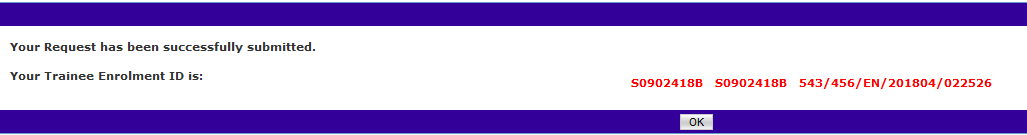 Your Request has been successfully submitted.
Your Trainee Enrolment ID is:
S0902418B S0902418B 543/456/EN/201804/022526
OK